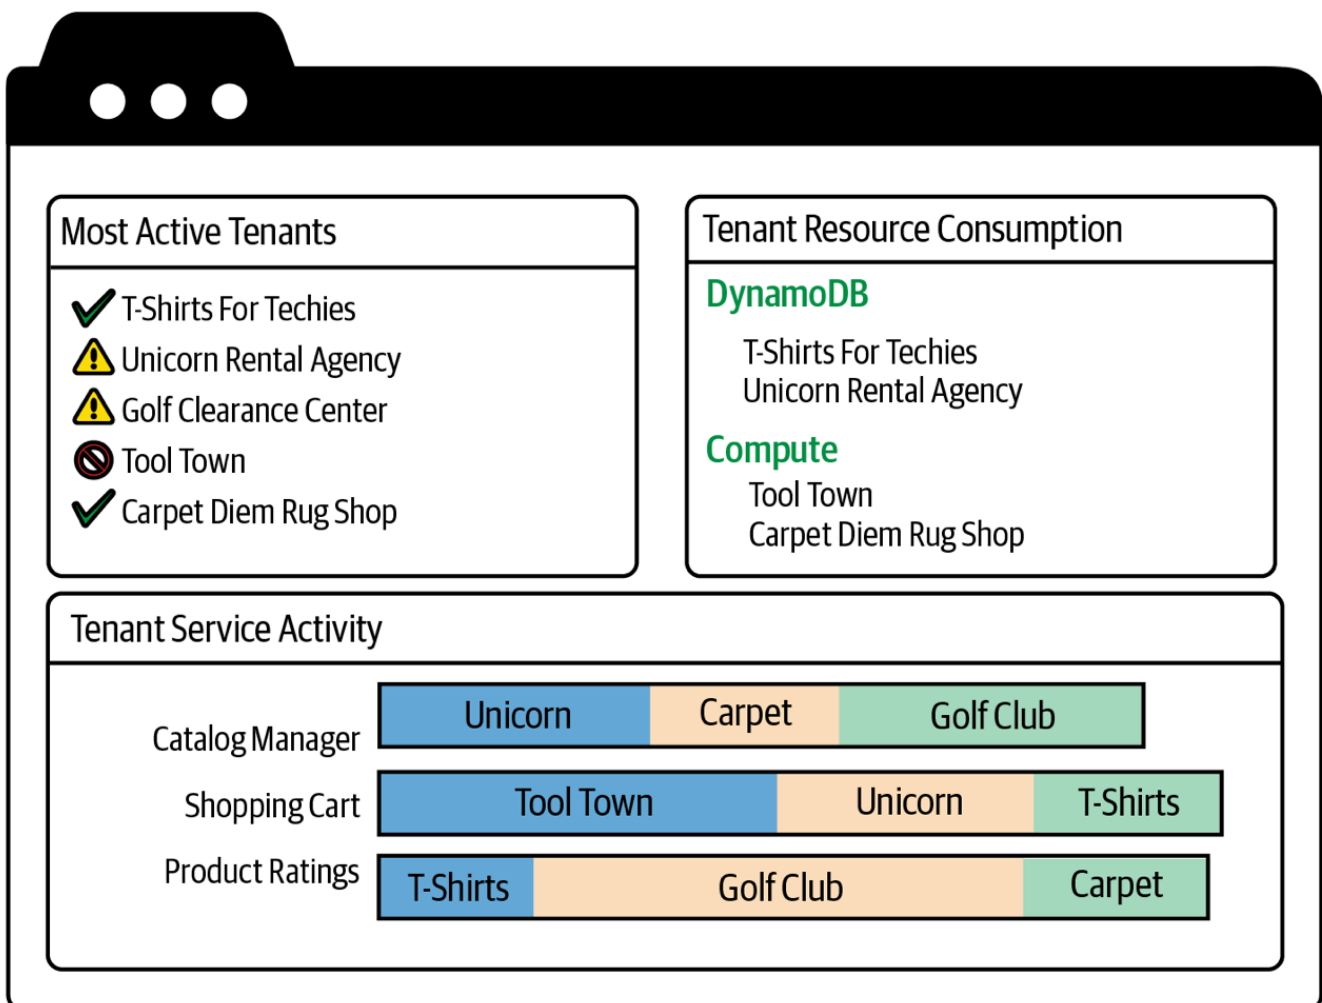 Most Active Tenants
T-Shirts For Techies
Unicorn Rental Agency
Golf Clearance Center
Tool Town
Carpet Diem Rug Shop
Tenant Resource Consumption
DynamoDB
T-Shirts For Techies
Unicorn Rental Agency
Compute
Tool Town
Carpet Diem Rug Shop
Tenant Service Activity
Catalog Manager
Unicorn
Carpet
Golf Club
Shopping Cart
Tool Town
Unicorn
T-Shirts
Product Ratings
T-Shirts
Golf Club
Carpet